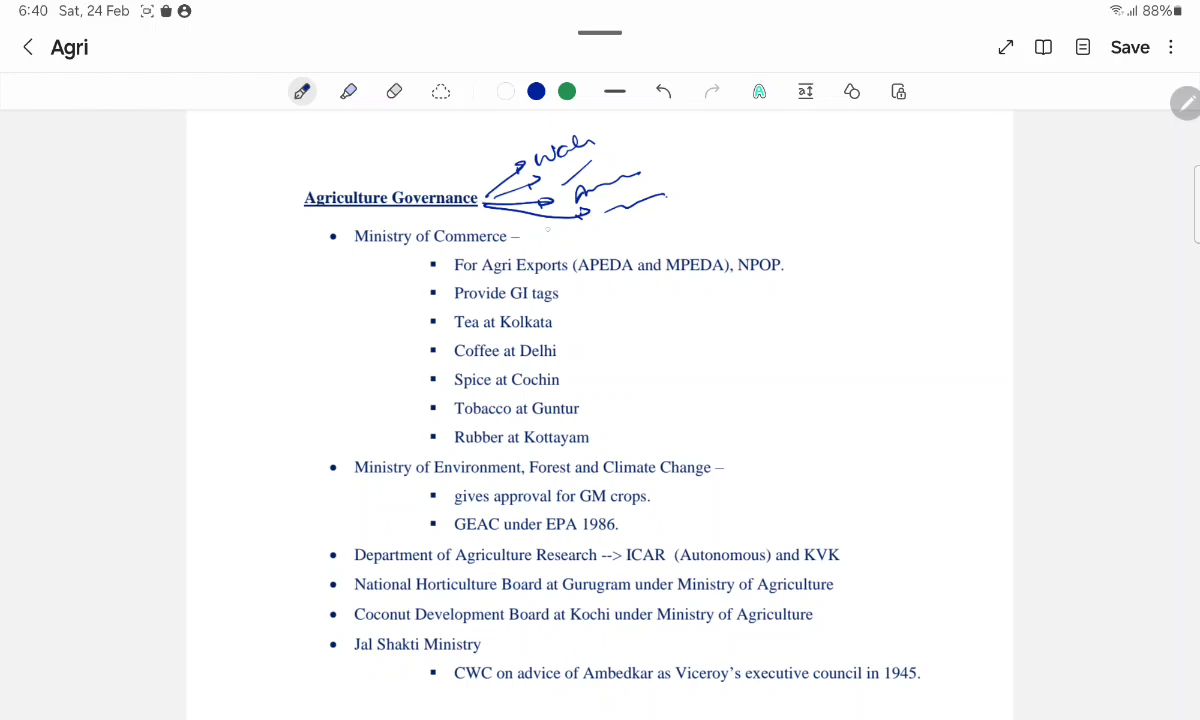 6:40 Sat, 24 Feb 88%
Agri Save
Agriculture Governance
• Ministry of Commerce –
▪ For Agri Exports (APEDA and MPEDA), NPOP.
▪ Provide GI tags
▪ Tea at Kolkata
▪ Coffee at Delhi
▪ Spice at Cochin
▪ Tobacco at Guntur
▪ Rubber at Kottayam
• Ministry of Environment, Forest and Climate Change –
▪ gives approval for GM crops.
▪ GEAC under EPA 1986.
• Department of Agriculture Research --> ICAR  (Autonomous) and KVK
• National Horticulture Board at Gurugram under Ministry of Agriculture
• Coconut Development Board at Kochi under Ministry of Agriculture
• Jal Shakti Ministry
▪ CWC on advice of Ambedkar as Viceroy’s executive council in 1945.